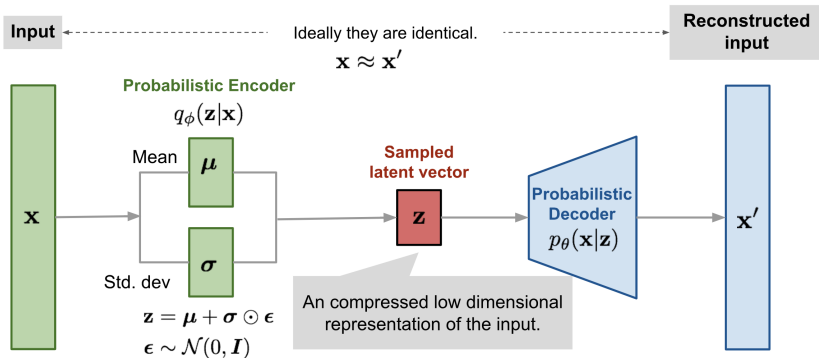 Input
Ideally they are identical.
x ≈ x′
Reconstructed
input
Probabilistic Encoder
qϕ(z|x)
Mean
μ
x
Std. dev
σ
z = μ + σ ⊙ ϵ
ϵ ∼ 𝒩(0, I)
Sampled
latent vector
z
An compressed low dimensional
representation of the input.
Probabilistic
Decoder
pθ(x|z)
x′